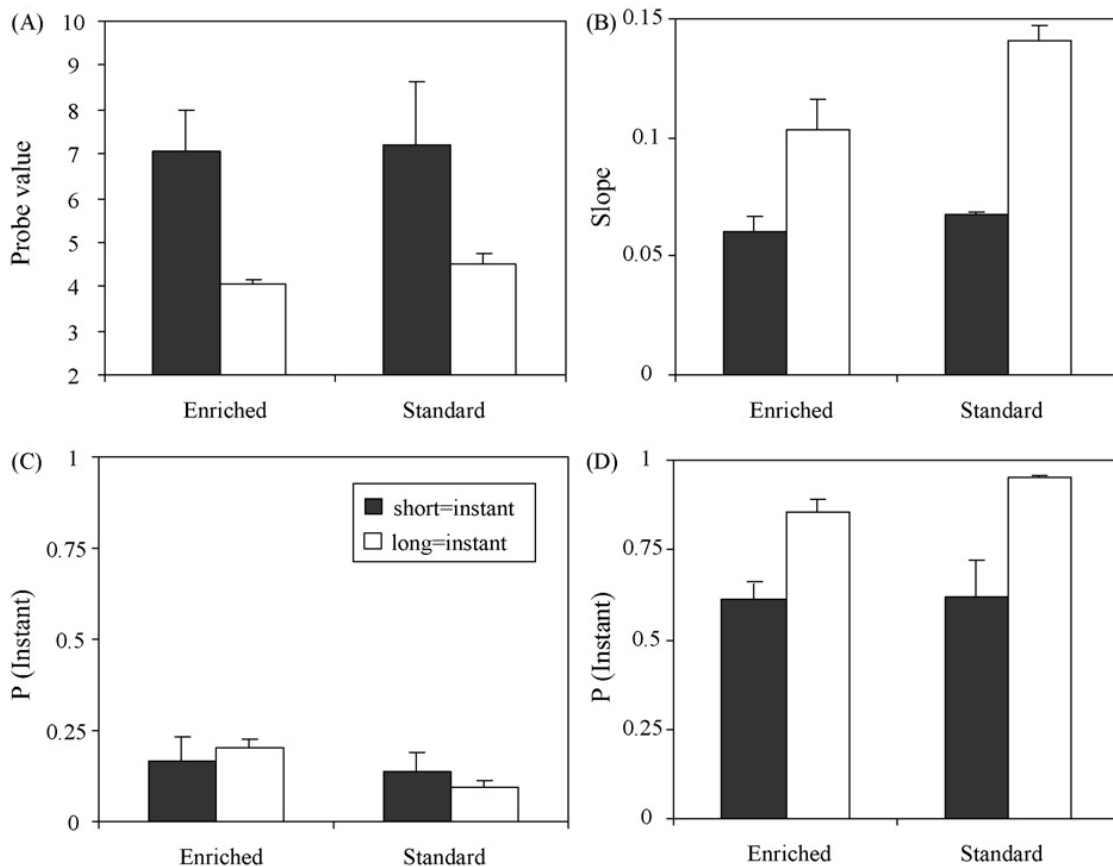 (A)
10
9
8
7
6
5
4
3
2
Probe value
Enriched Standard
(B)
0.15
0.1
0.05
0
Slope
Enriched Standard
(C)
1
0.75
0.5
0.25
0
P (Instant)
short=instant
long=instant
Enriched Standard
(D)
1
0.75
0.5
0.25
0
P (Instant)
Enriched Standard